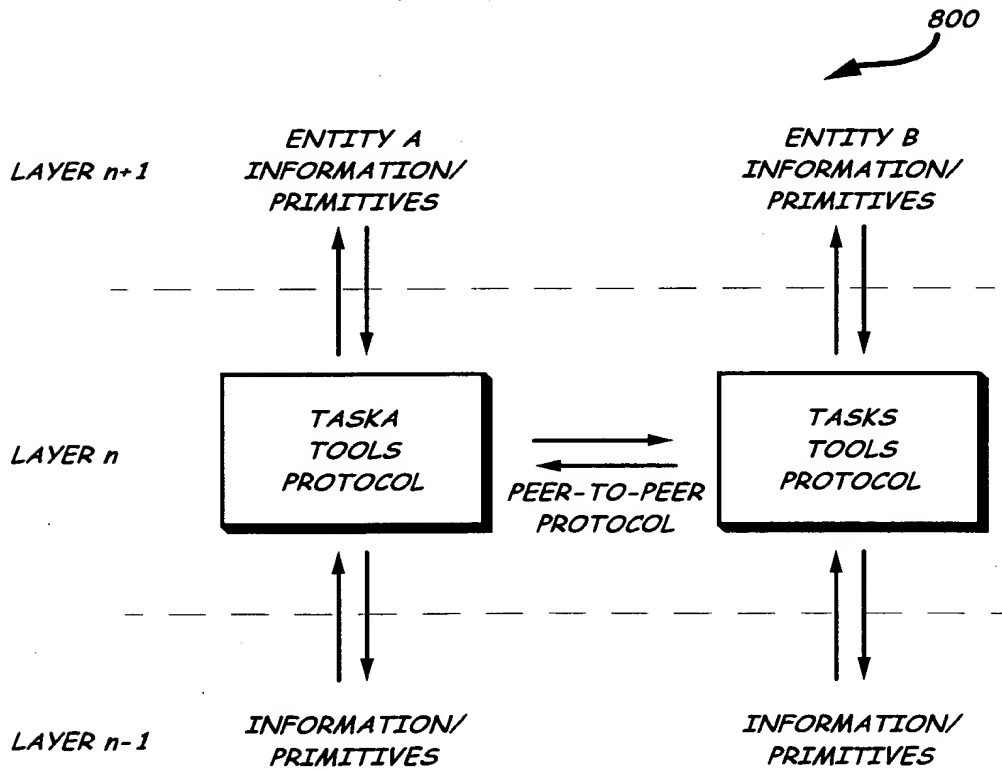 800
ENTITY A
INFORMATION/
PRIMITIVES
ENTITY B
INFORMATION/
PRIMITIVES
LAYER n+1
TASKA
TOOLS
PROTOCOL
TASKS
TOOLS
PROTOCOL
LAYER n
PEER-TO-PEER
PROTOCOL
INFORMATION/
PRIMITIVES
INFORMATION/
PRIMITIVES
LAYER n-1